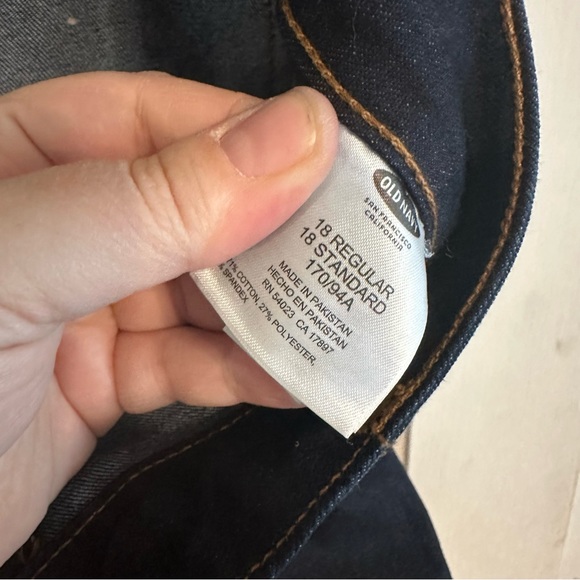 OLD
SAN FRANCISCO
CALIFORNIA
18 REGULAR
18 STANDARD
170/94A
MADE IN PAKISTAN
HECHO EN PAKISTAN
RN 54023 CA 17897
COTTON, 27% POLYESTER,
% SPANDEX